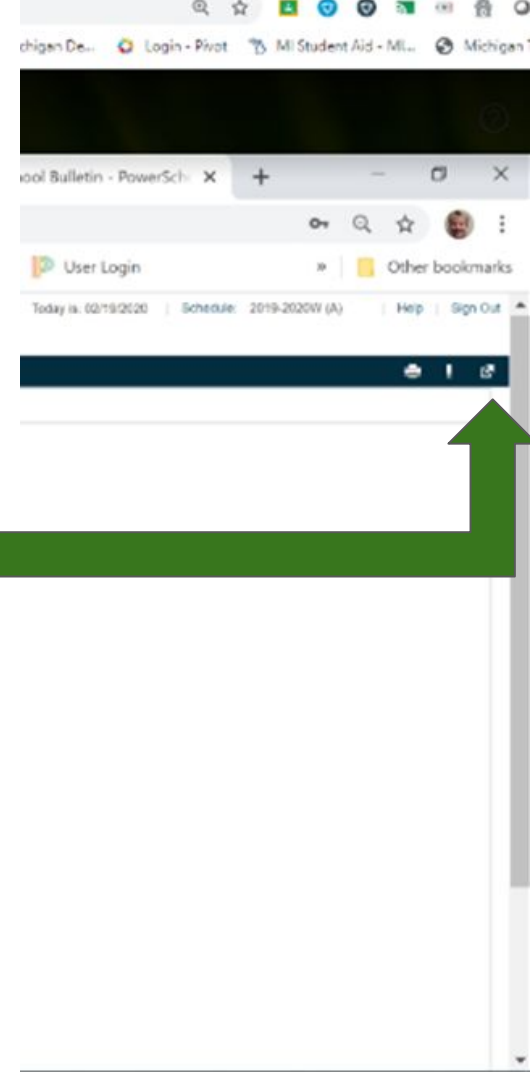 chigan De... Login - Pivot MI Student Aid - MI... Michigan
ool Bulletin - PowerSch
User Login » Other bookmarks
Today is: 02/19/2020 | Schedule: 2019-2020W (A) | Help | Sign Out